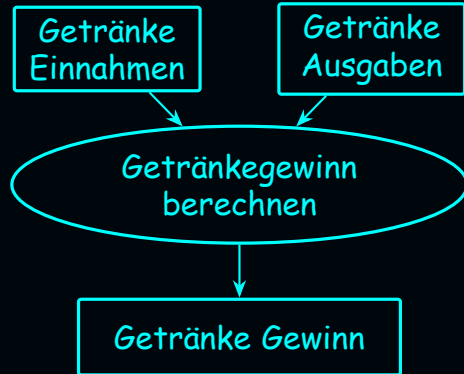 Getränke
Einnahmen
Getränke
Ausgaben
Getränkegewinn
berechnen
Getränke Gewinn